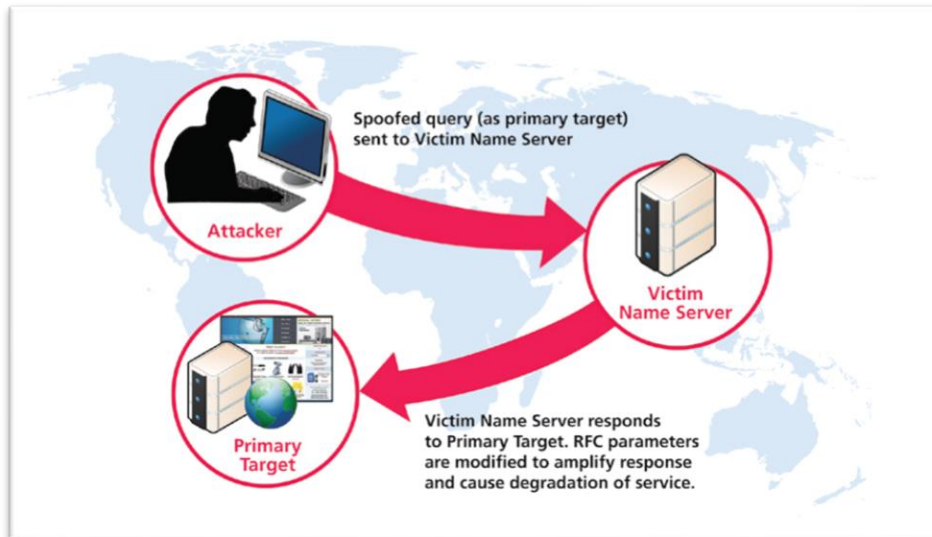 Spoofed query (as primary target)
sent to Victim Name Server
Attacker
Victim
Name Server
Primary
Target
Victim Name Server responds
to Primary Target. RFC parameters
are modified to amplify response
and cause degradation of service.